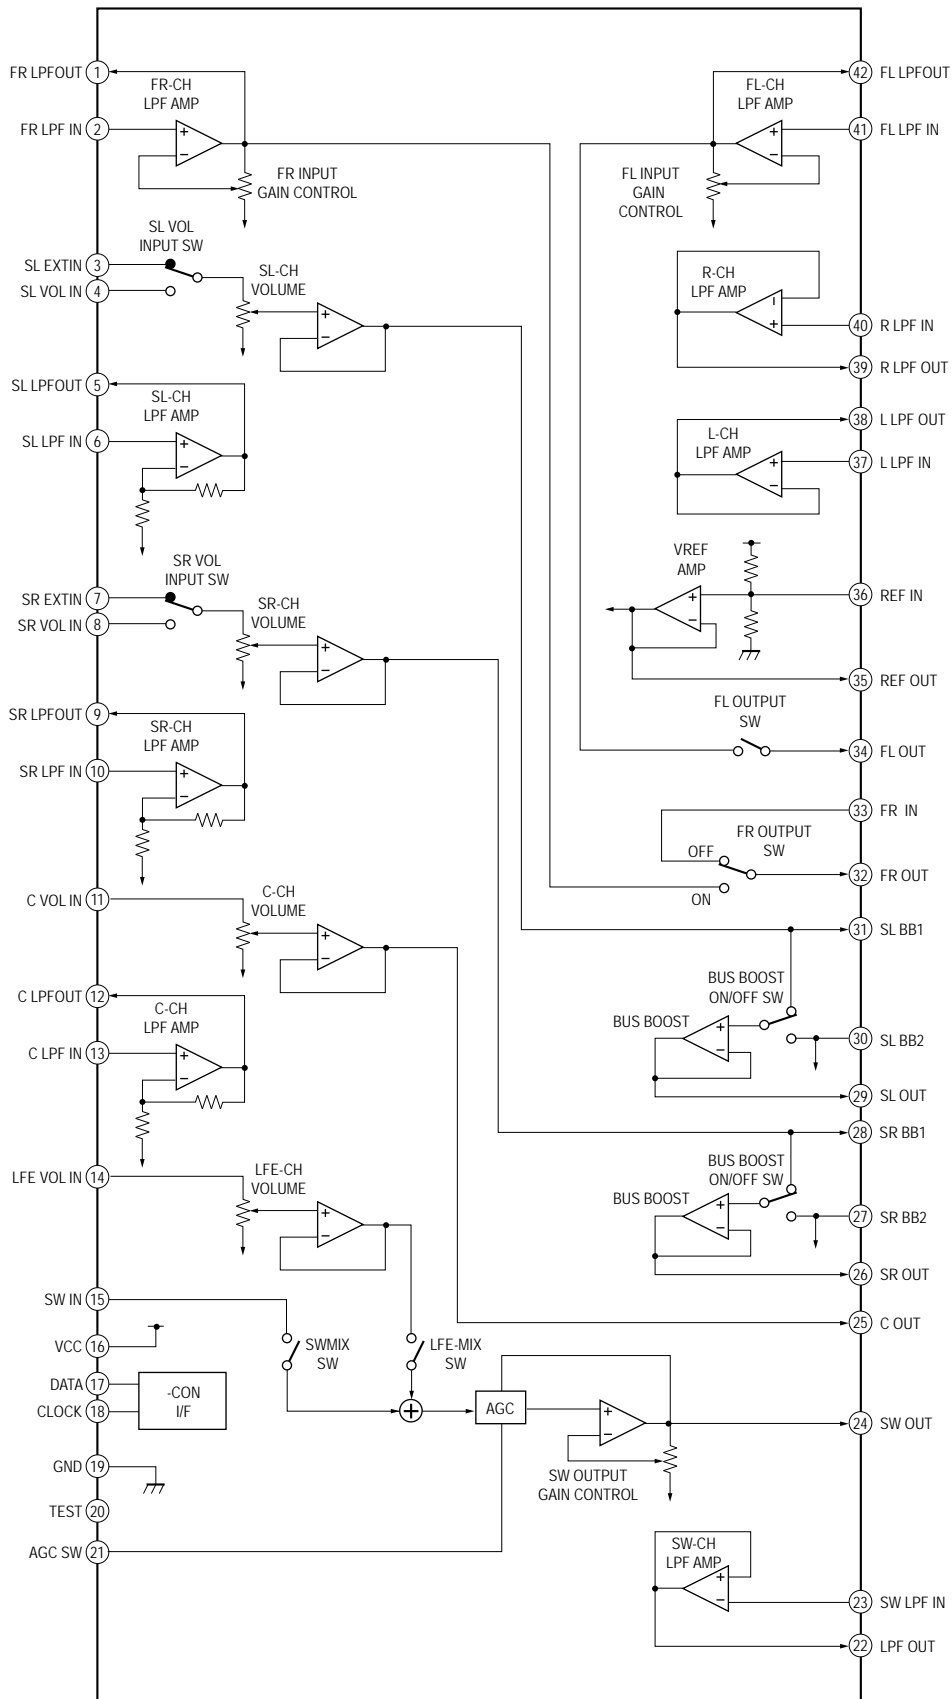 FR LPFOUT 1
FR-CH
LPF AMP
FR LPF IN 2
+
−
FR INPUT
GAIN CONTROL
SL VOL
INPUT SW
SL EXTIN 3
SL VOL IN 4
SL-CH
VOLUME
+
−
SL LPFOUT 5
SL-CH
LPF AMP
SL LPF IN 6
+
−
SR VOL
INPUT SW
SR EXTIN 7
SR VOL IN 8
SR-CH
VOLUME
+
−
SR LPFOUT 9
SR-CH
LPF AMP
SR LPF IN 10
+
−
C VOL IN 11
C-CH
VOLUME
+
−
C LPFOUT 12
C-CH
LPF AMP
C LPF IN 13
+
−
LFE VOL IN 14
LFE-CH
VOLUME
+
−
SW IN 15
SWMIX
SW
LFE-MIX
SW
VCC 16
DATA 17
CLOCK 18
-CON
I/F
+
AGC
+
−
SW OUTPUT
GAIN CONTROL
GND 19
TEST 20
AGC SW 21
42 FL LPFOUT
FL-CH
LPF AMP
41 FL LPF IN
+
−
FL INPUT
GAIN
CONTROL
R-CH
LPF AMP
−
+
40 R LPF IN
39 R LPF OUT
38 L LPF OUT
L-CH
LPF AMP
37 L LPF IN
+
−
VREF
AMP
+
−
36 REF IN
35 REF OUT
FL OUTPUT
SW
34 FL OUT
33 FR IN
FR OUTPUT
SW
OFF
32 FR OUT
ON
31 SL BB1
BUS BOOST
ON/OFF SW
BUS BOOST
+
−
30 SL BB2
29 SL OUT
28 SR BB1
BUS BOOST
ON/OFF SW
BUS BOOST
+
−
27 SR BB2
26 SR OUT
25 C OUT
24 SW OUT
SW-CH
LPF AMP
+
−
23 SW LPF IN
22 LPF OUT